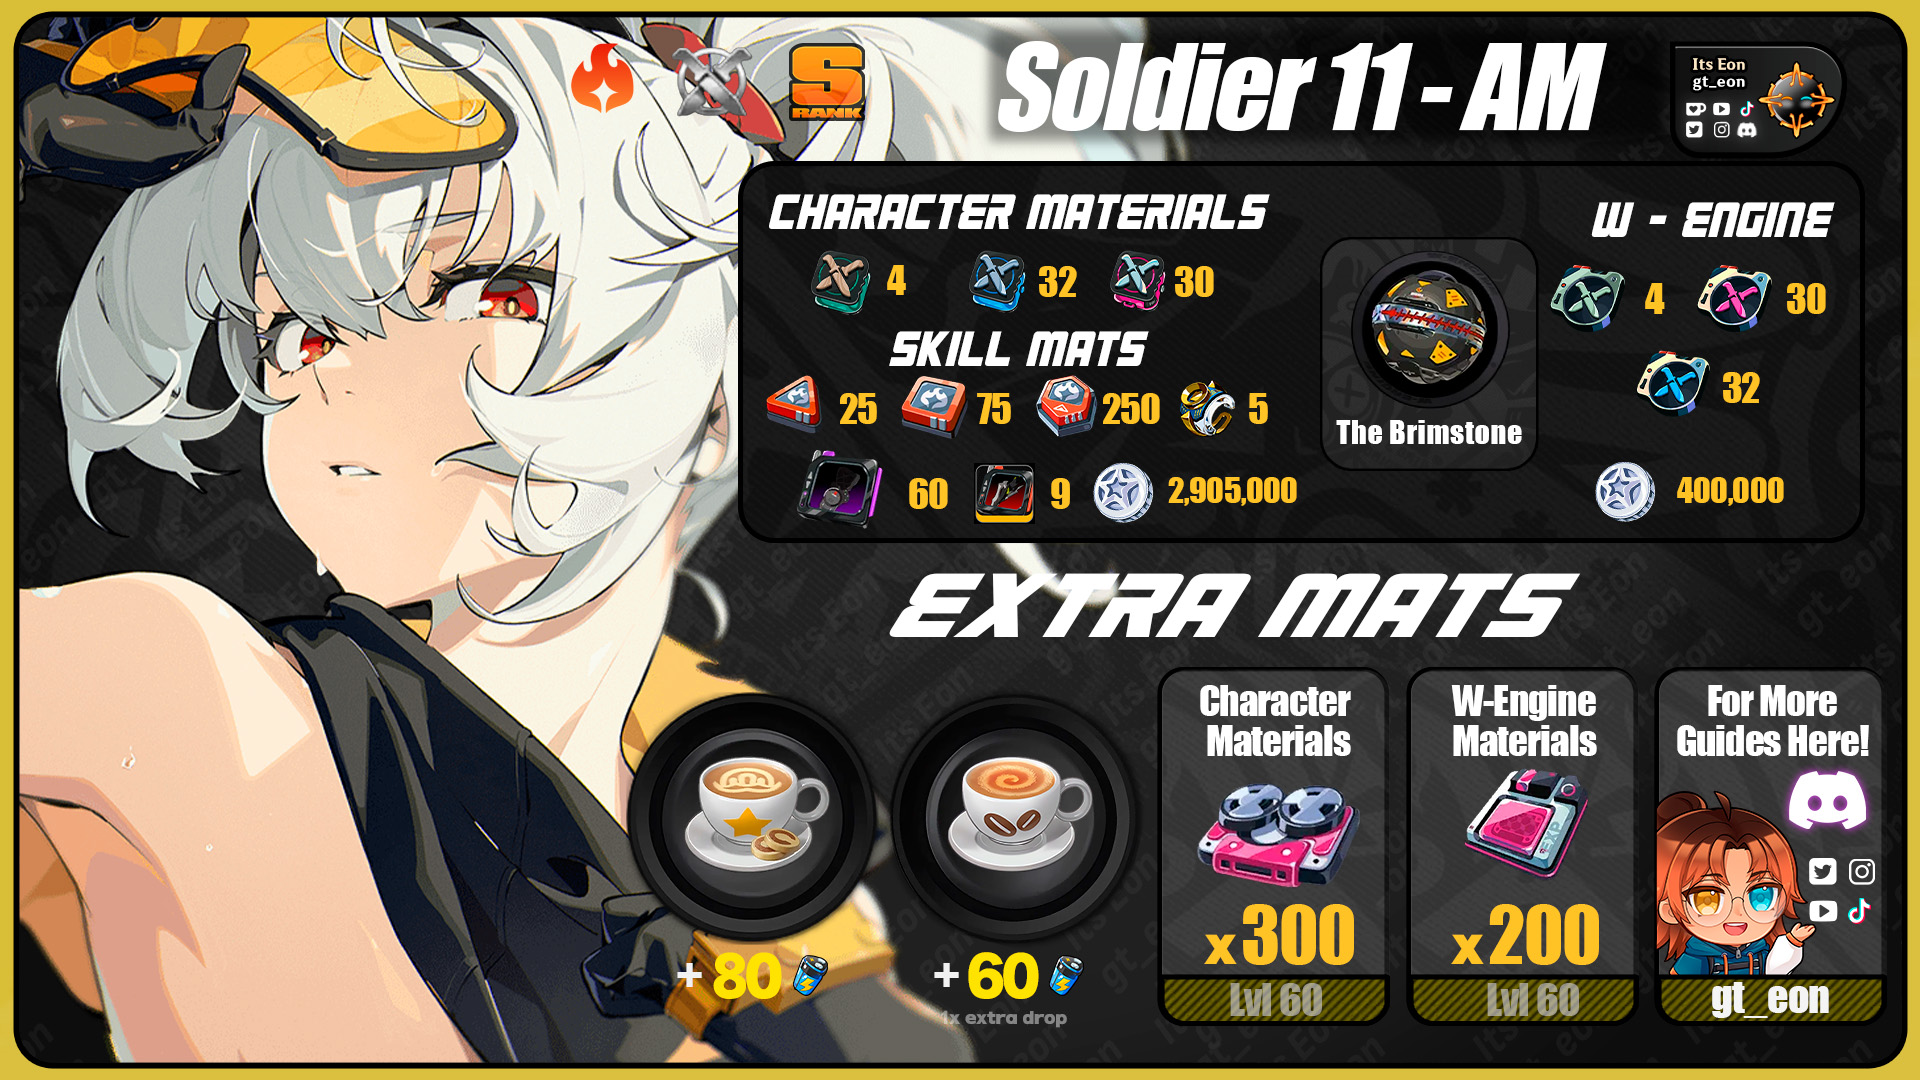 S
RANK
Soldier 11 - AM
Its Eon
gt_eon
CHARACTER MATERIALS
4 32 30
SKILL MATS
25 75 250 5
60 9 2,905,000
The Brimstone
W - ENGINE
4 30
32
400,000
EXTRA MATS
+ 80
+ 60
1x extra drop
Character
Materials
x300
Lvl 60
W-Engine
Materials
EXP
x200
Lvl 60
For More
Guides Here!
gt_eon